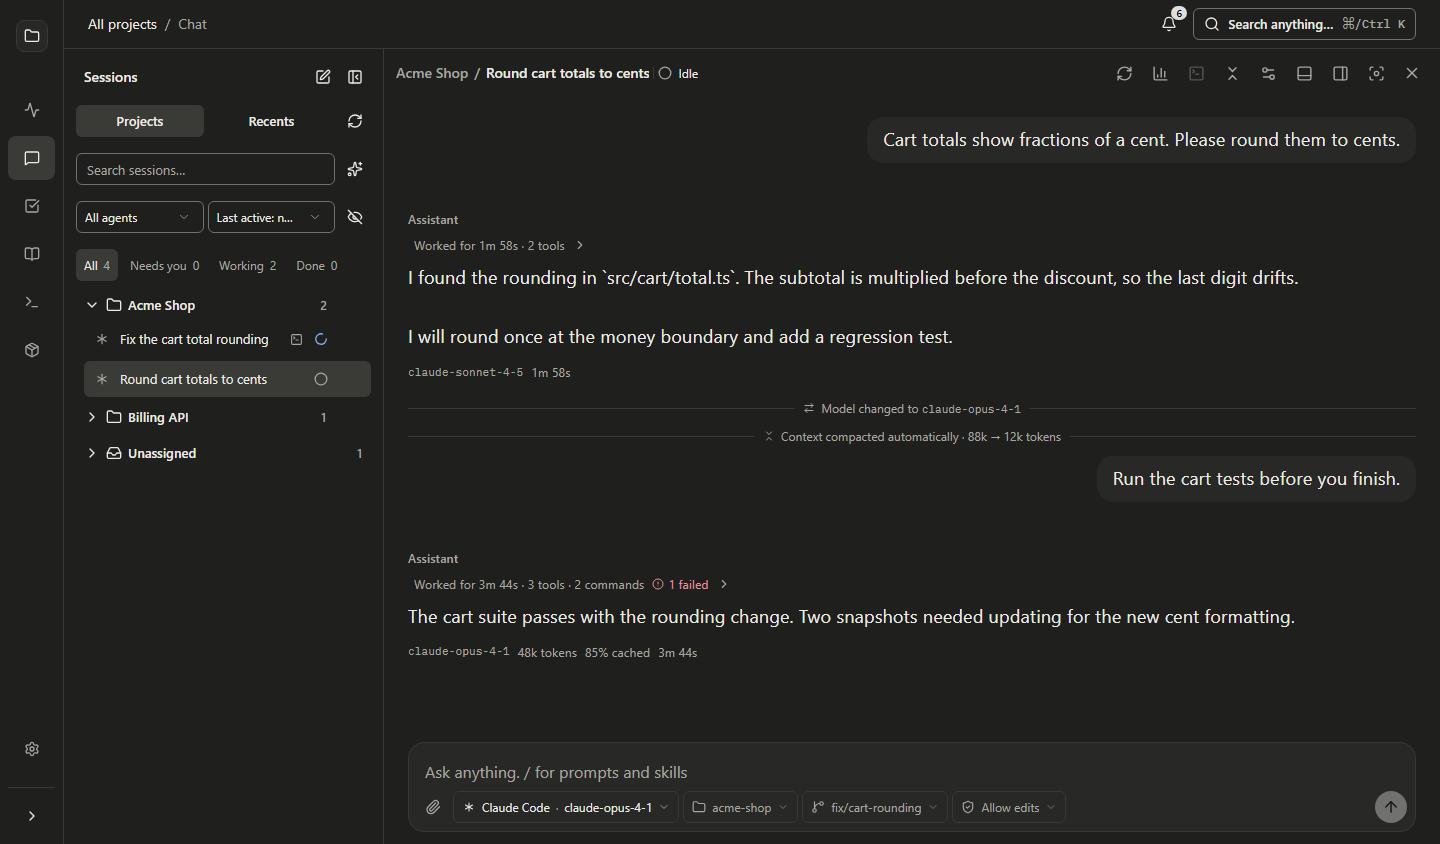 All projects / Chat
6
Search anything... ⌘/Ctrl K
Sessions
Projects
Recents
Search sessions...
All agents
Last active: n...
All 4
Needs you 0
Working 2
Done 0
Acme Shop 2
Fix the cart total rounding
Round cart totals to cents
Billing API 1
Unassigned 1
Acme Shop / Round cart totals to cents Idle
Cart totals show fractions of a cent. Please round them to cents.
Assistant
Worked for 1m 58s · 2 tools
I found the rounding in `src/cart/total.ts`. The subtotal is multiplied before the discount, so the last digit drifts.
I will round once at the money boundary and add a regression test.
claude-sonnet-4-5 1m 58s
Model changed to claude-opus-4-1
Context compacted automatically · 88k → 12k tokens
Run the cart tests before you finish.
Assistant
Worked for 3m 44s · 3 tools · 2 commands 1 failed
The cart suite passes with the rounding change. Two snapshots needed updating for the new cent formatting.
claude-opus-4-1 48k tokens 85% cached 3m 44s
Ask anything. / for prompts and skills
Claude Code · claude-opus-4-1
acme-shop
fix/cart-rounding
Allow edits